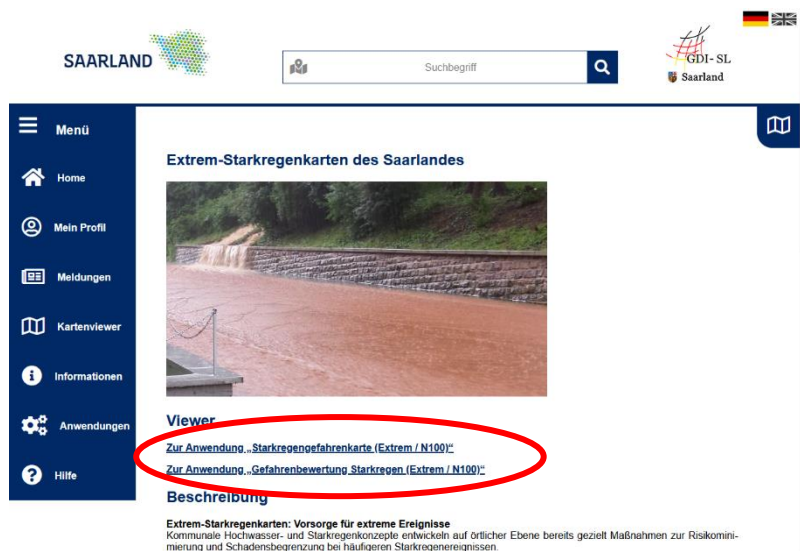 SAARLAND
Suchbegriff
GDI-SL
Saarland
Menü
Home
Mein Profil
Meldungen
Kartenviewer
Informationen
Anwendungen
Hilfe
Extrem-Starkregenkarten des Saarlandes
Viewer
Zur Anwendung „Starkregengefahrenkarte (Extrem / N100)“
Zur Anwendung „Gefahrenbewertung Starkregen (Extrem / N100)“
Beschreibung
Extrem-Starkregenkarten: Vorsorge für extreme Ereignisse
Kommunale Hochwasser- und Starkregenkonzepte entwickeln auf örtlicher Ebene bereits gezielt Maßnahmen zur Risikomini-
mierung und Schadensbegrenzung bei häufigeren Starkregenereignissen.